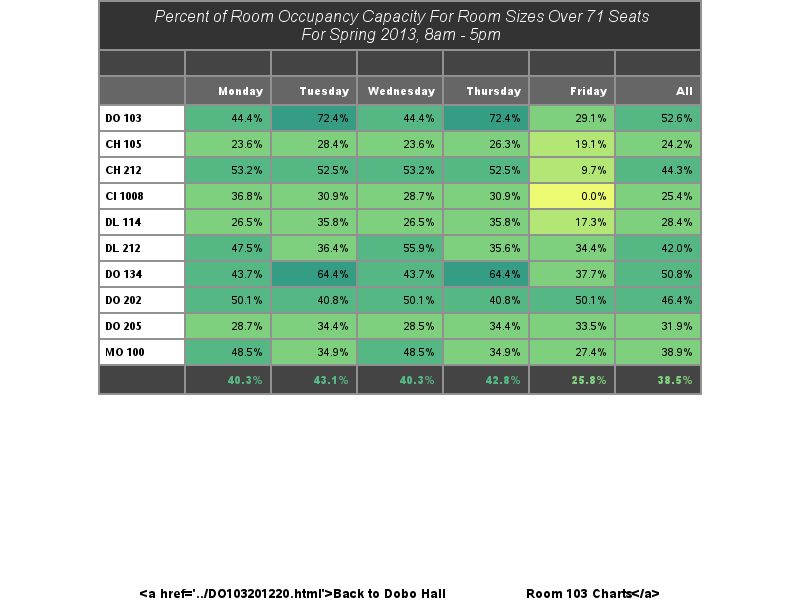 Percent of Room Occupancy Capacity For Room Sizes Over 71 Seats
For Spring 2013, 8am - 5pm
Monday Tuesday Wednesday Thursday Friday All
DO 103 44.4% 72.4% 44.4% 72.4% 29.1% 52.6%
CH 105 23.6% 28.4% 23.6% 26.3% 19.1% 24.2%
CH 212 53.2% 52.5% 53.2% 52.5% 9.7% 44.3%
CI 1008 36.8% 30.9% 28.7% 30.9% 0.0% 25.4%
DL 114 26.5% 35.8% 26.5% 35.8% 17.3% 28.4%
DL 212 47.5% 36.4% 55.9% 35.6% 34.4% 42.0%
DO 134 43.7% 64.4% 43.7% 64.4% 37.7% 50.8%
DO 202 50.1% 40.8% 50.1% 40.8% 50.1% 46.4%
DO 205 28.7% 34.4% 28.5% 34.4% 33.5% 31.9%
MO 100 48.5% 34.9% 48.5% 34.9% 27.4% 38.9%
40.3% 43.1% 40.3% 42.8% 25.8% 38.5%
<a href='../DO103201220.html'>Back to Dobo Hall Room 103 Charts</a>